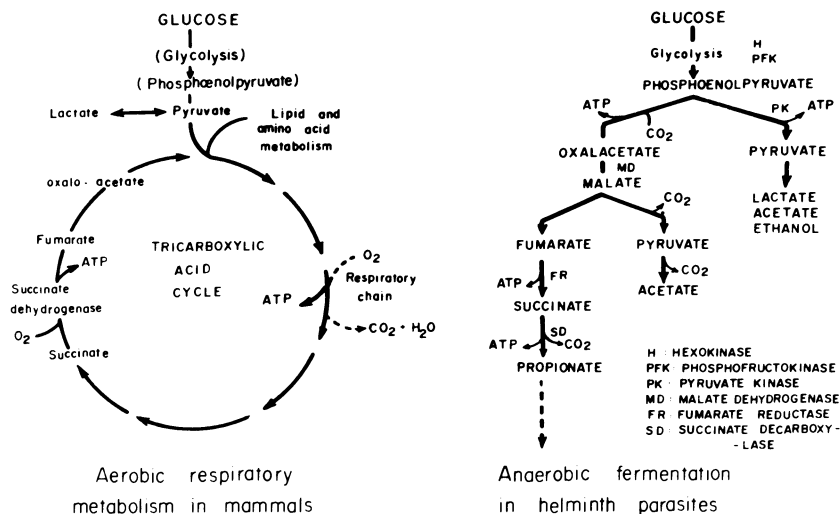 GLUCOSE
(Glycolysis)
(Phosphoenolpyruvate)
Lactate
Pyruvate
Lipid and
amino acid
metabolism
oxalo-acetate
Fumarate
ATP
Succinate
dehydrogenase
O2
Succinate
TRICARBOXYLIC
ACID
CYCLE
O2
Respiratory
chain
ATP
CO2 + H2O
Aerobic respiratory
metabolism in mammals
GLUCOSE
Glycolysis
H
PFK
PHOSPHOENOLPYRUVATE
ATP
CO2
PK
ATP
OXALACETATE
MD
MALATE
PYRUVATE
LACTATE
ACETATE
ETHANOL
CO2
FUMARATE
PYRUVATE
ATP
FR
CO2
ACETATE
SUCCINATE
ATP
SD
CO2
PROPIONATE
H : HEXOKINASE
PFK: PHOSPHOFRUCTOKINASE
PK : PYRUVATE KINASE
MD : MALATE DEHYDROGENASE
FR : FUMARATE REDUCTASE
SD : SUCCINATE DECARBOXY-
-LASE
Anaerobic fermentation
in helminth parasites